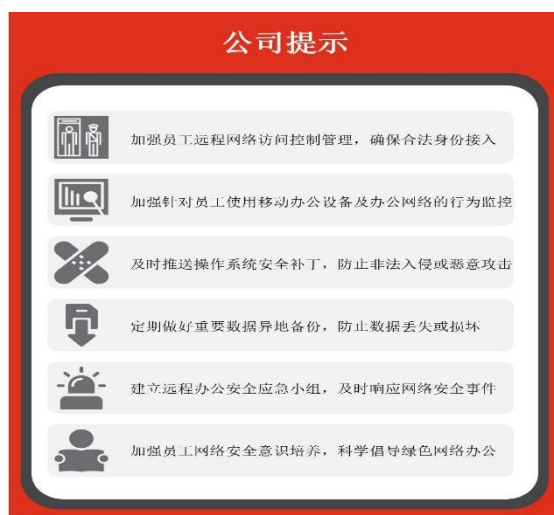 公司提示
加强员工远程网络访问控制管理，确保合法身份接入
加强针对员工使用移动办公设备及办公网络的行为监控
及时推送操作系统安全补丁，防止非法入侵或恶意攻击
定期做好重要数据异地备份，防止数据丢失或损坏
建立远程办公安全应急小组，及时响应网络安全事件
加强员工网络安全意识培养，科学倡导绿色网络办公